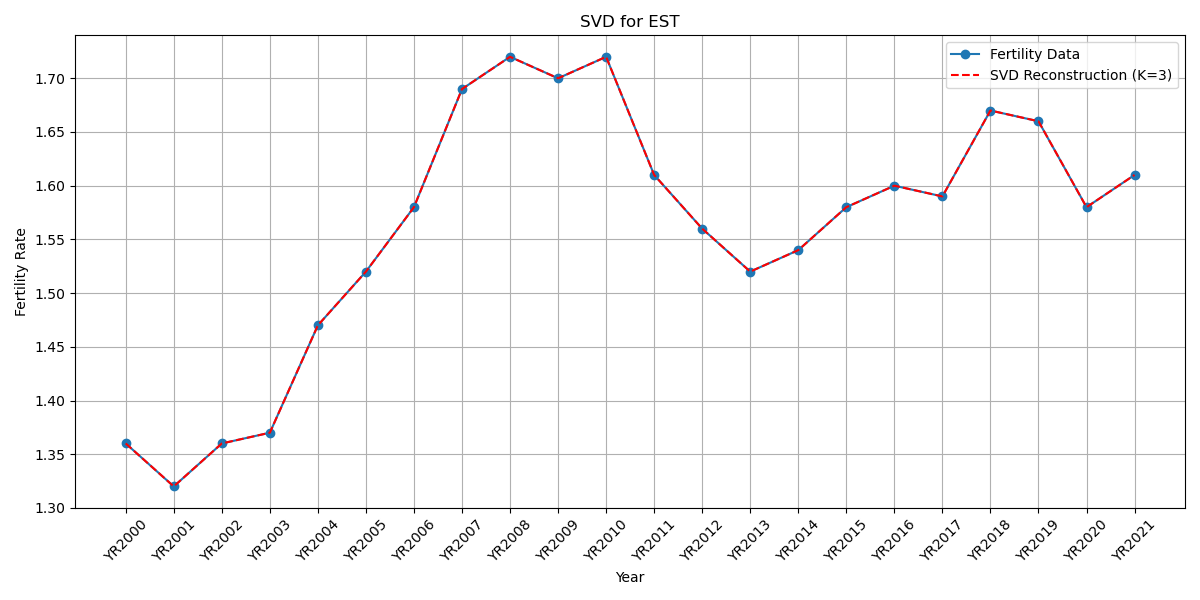 SVD for EST
Fertility Data
SVD Reconstruction (K=3)
Fertility Rate
1.70
1.65
1.60
1.55
1.50
1.45
1.40
1.35
1.30
YR2000
YR2001
YR2002
YR2003
YR2004
YR2005
YR2006
YR2007
YR2008
YR2009
YR2010
YR2011
YR2012
YR2013
YR2014
YR2015
YR2016
YR2017
YR2018
YR2019
YR2020
YR2021
Year